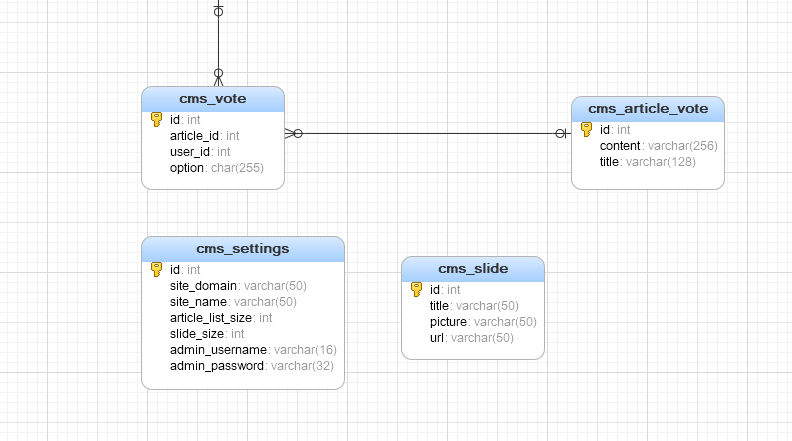 cms_vote
id: int
article_id: int
user_id: int
option: char(255)
cms_article_vote
id: int
content: varchar(256)
title: varchar(128)
cms_settings
id: int
site_domain: varchar(50)
site_name: varchar(50)
article_list_size: int
slide_size: int
admin_username: varchar(16)
admin_password: varchar(32)
cms_slide
id: int
title: varchar(50)
picture: varchar(50)
url: varchar(50)